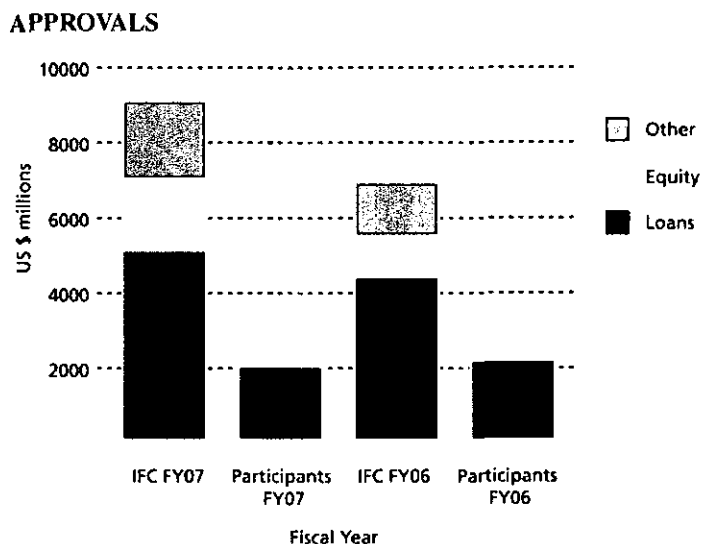 APPROVALS
10000
8000
6000
4000
2000
US $ millions
Other
Equity
Loans
IFC FY07
Participants
FY07
IFC FY06
Participants
FY06
Fiscal Year